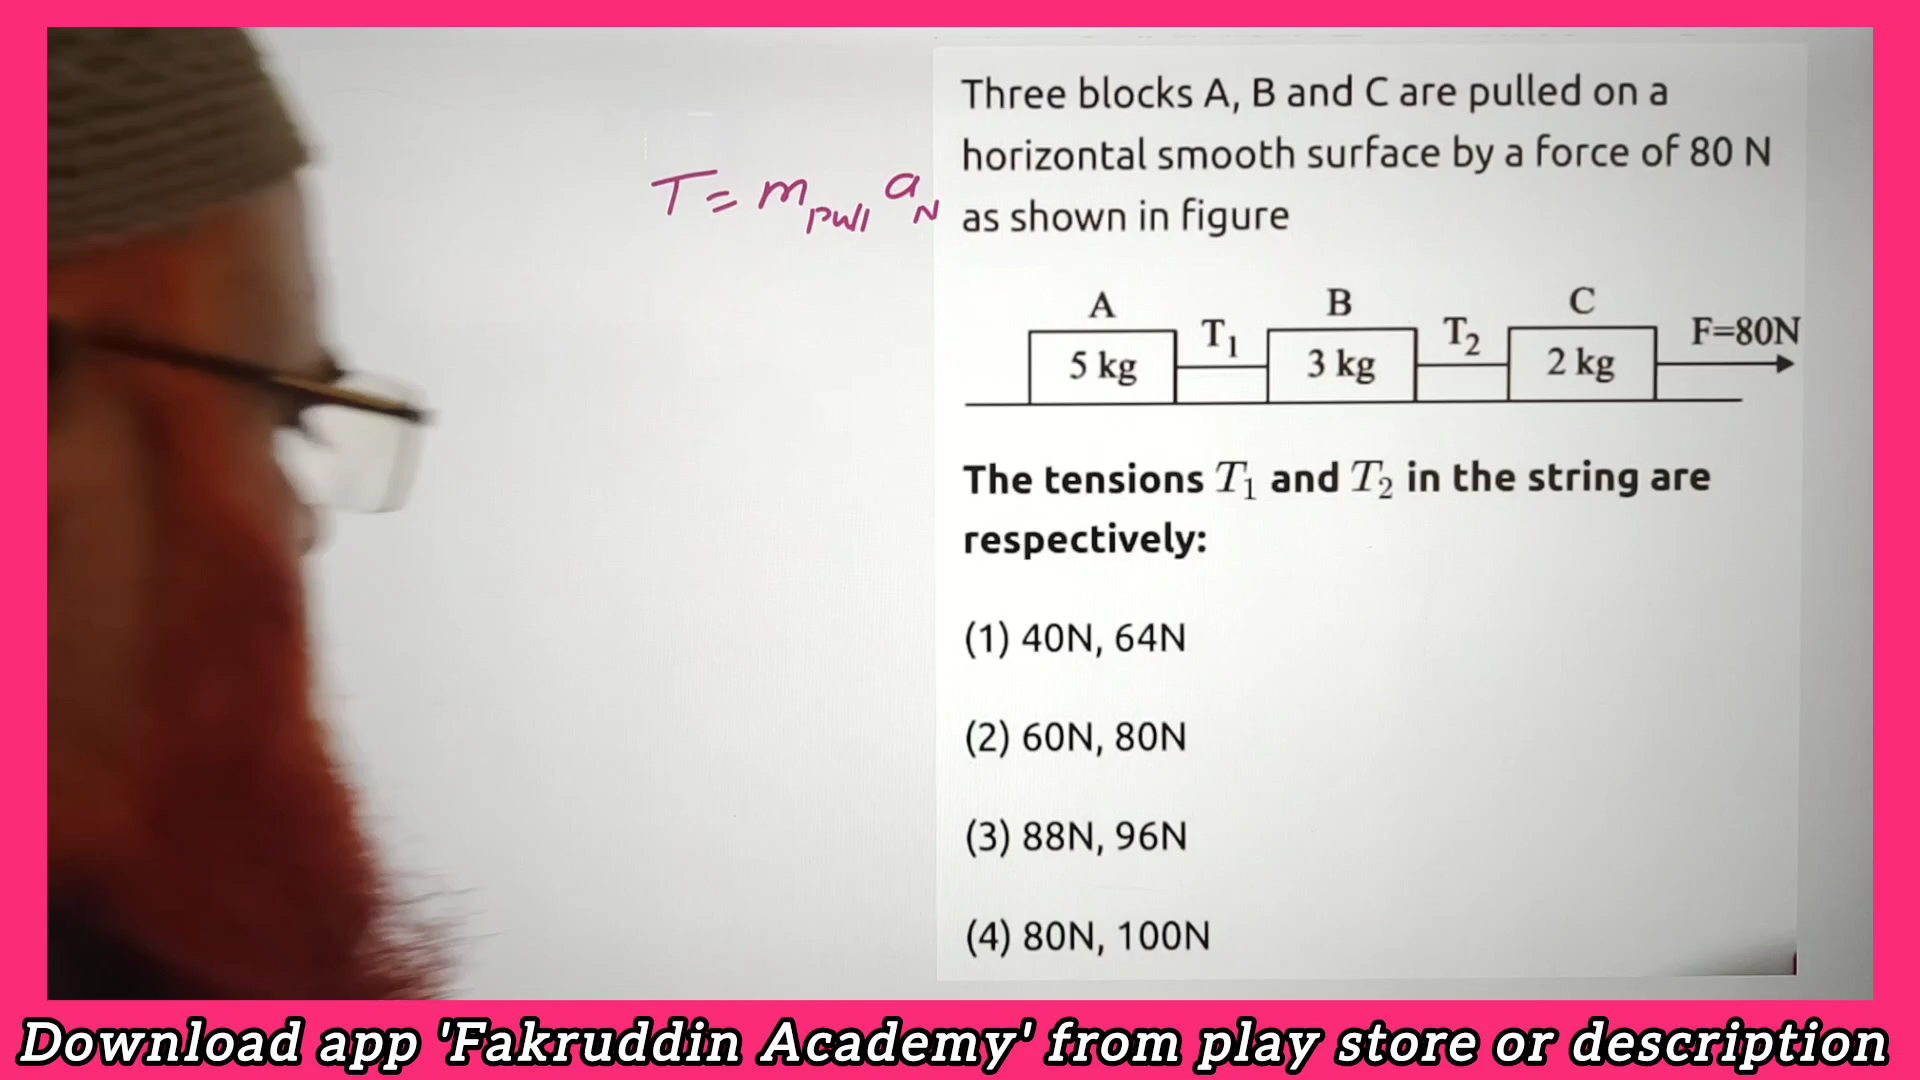 T = m pull a N
Three blocks A, B and C are pulled on a
horizontal smooth surface by a force of 80 N
as shown in figure
A B C
T1 T2 F=80N
5 kg 3 kg 2 kg
The tensions T1 and T2 in the string are
respectively:
(1) 40N, 64N
(2) 60N, 80N
(3) 88N, 96N
(4) 80N, 100N
Download app 'Fakruddin Academy' from play store or description